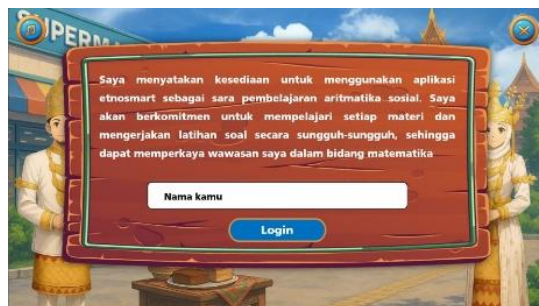 SUPERM
Saya menyatakan kesediaan untuk menggunakan aplikasi
etnosmart sebagai sara pembelajaran aritmatika sosial. Saya
akan berkomitmen untuk mempelajari setiap materi dan
mengerjakan latihan soal secara sungguh-sungguh, sehingga
dapat memperkaya wawasan saya dalam bidang matematika
Nama kamu
Login